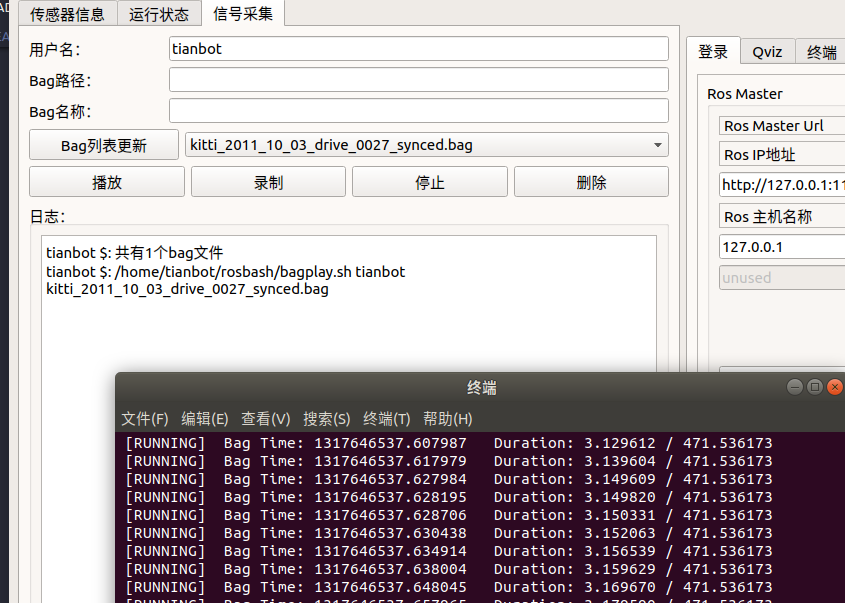 传感器信息 运行状态 信号采集
用户名: tianbot
Bag路径:
Bag名称:
Bag列表更新 kitti_2011_10_03_drive_0027_synced.bag
播放 录制 停止 删除
日志:
tianbot $: 共有1个bag文件
tianbot $: /home/tianbot/rosbash/bagplay.sh tianbot
kitti_2011_10_03_drive_0027_synced.bag
登录 Qviz 终端
Ros Master
Ros Master Url
Ros IP地址
http://127.0.0.1:11
Ros 主机名称
127.0.0.1
unused
终端
文件(F) 编辑(E) 查看(V) 搜索(S) 终端(T) 帮助(H)
[RUNNING]  Bag Time: 1317646537.607987   Duration: 3.129612 / 471.536173
[RUNNING]  Bag Time: 1317646537.617979   Duration: 3.139604 / 471.536173
[RUNNING]  Bag Time: 1317646537.627984   Duration: 3.149609 / 471.536173
[RUNNING]  Bag Time: 1317646537.628195   Duration: 3.149820 / 471.536173
[RUNNING]  Bag Time: 1317646537.628706   Duration: 3.150331 / 471.536173
[RUNNING]  Bag Time: 1317646537.630438   Duration: 3.152063 / 471.536173
[RUNNING]  Bag Time: 1317646537.634914   Duration: 3.156539 / 471.536173
[RUNNING]  Bag Time: 1317646537.638004   Duration: 3.159629 / 471.536173
[RUNNING]  Bag Time: 1317646537.648045   Duration: 3.169670 / 471.536173